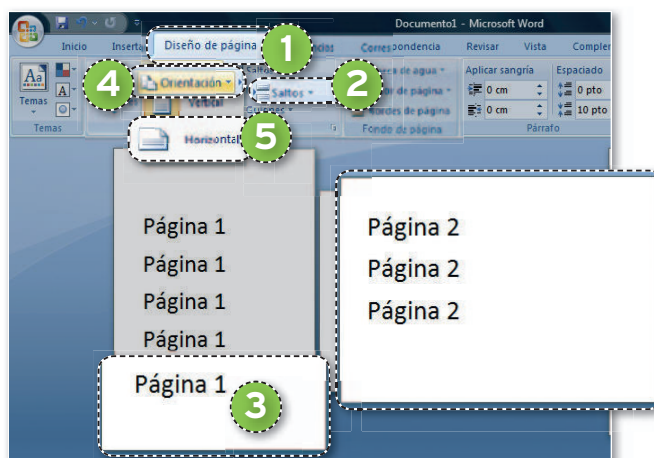 Documento1 - Microsoft Word
Inicio Diseño de página Correspondencia Revisar Vista
1
4 Orientación Saltos 2
Aplicar sangría Espaciado
Aa
A
Temas
0 cm 0 pto
Vertical de página
0 cm 10 pto
Horizontal 5
Temas Fondo de página Párrafo
Página 1
Página 1
Página 1
Página 1
Página 1
3
Página 2
Página 2
Página 2